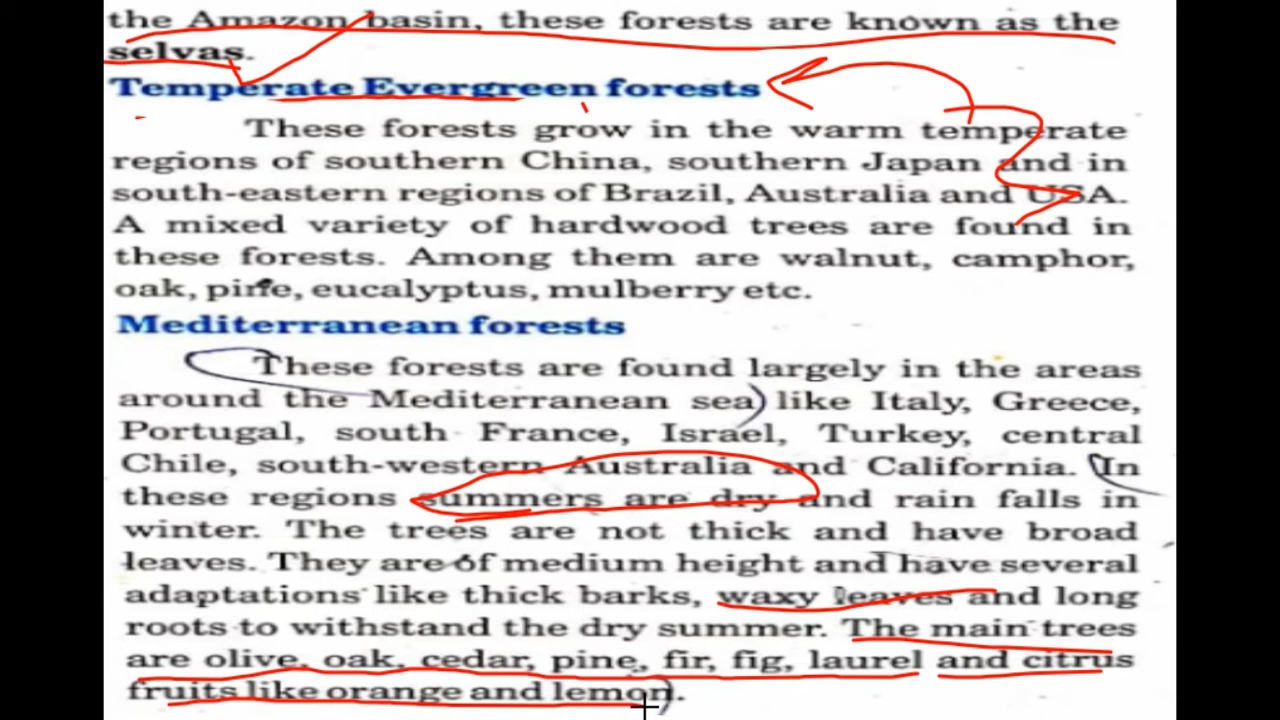 the Amazon basin, these forests are known as the
selvas.
Temperate Evergreen forests
These forests grow in the warm temperate
regions of southern China, southern Japan and in
south-eastern regions of Brazil, Australia and USA.
A mixed variety of hardwood trees are found in
these forests. Among them are walnut, camphor,
oak, pine, eucalyptus, mulberry etc.
Mediterranean forests
These forests are found largely in the areas
around the Mediterranean sea) like Italy, Greece,
Portugal, south France, Israel, Turkey, central
Chile, south-western Australia and California. (In
these regions summers are dry and rain falls in
winter. The trees are not thick and have broad
leaves. They are of medium height and have several
adaptations like thick barks, waxy leaves and long
roots to withstand the dry summer. The main trees
are olive, oak, cedar, pine, fir, fig, laurel and citrus
fruits like orange and lemon).